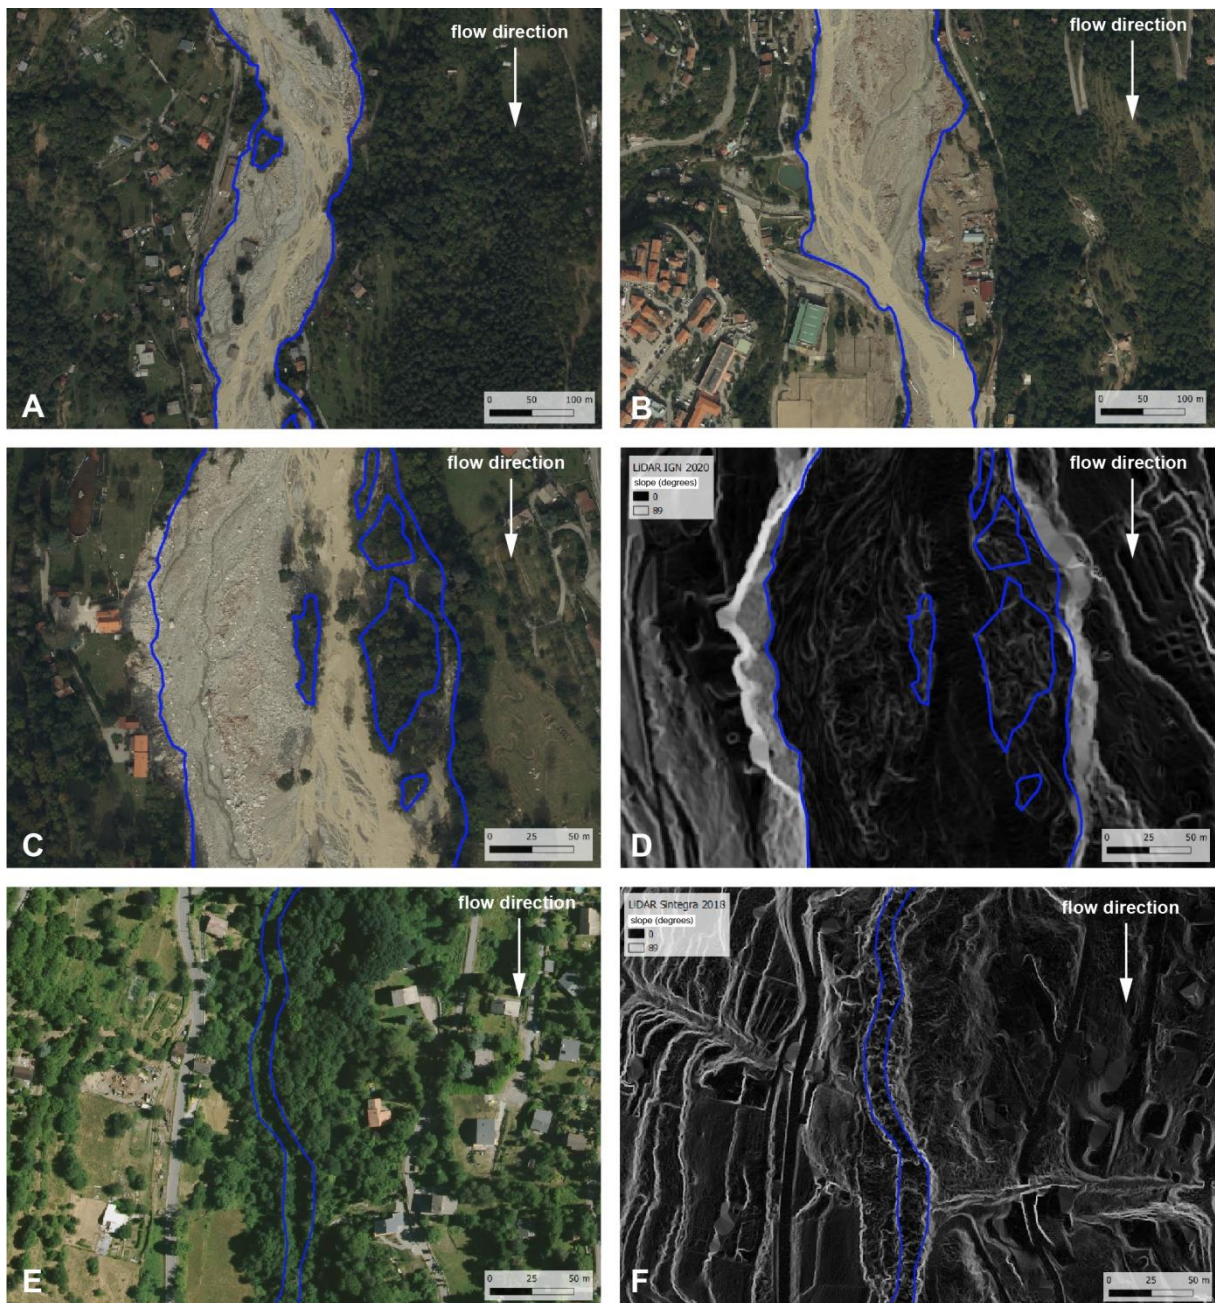 flow direction
A
0 50 100 m
flow direction
B
0 50 100 m
flow direction
C
0 25 50 m
LiDAR IGN 2020
slope (degrees)
0
89
flow direction
D
0 25 50 m
flow direction
E
0 25 50 m
LiDAR Sintegra 2018
slope (degrees)
0
89
flow direction
F
0 25 50 m